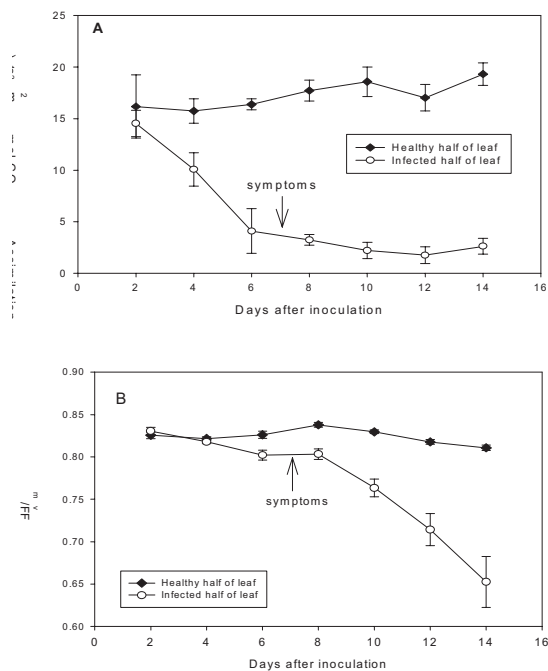 A
25
20
15
10
5
0
2
Healthy half of leaf
Infected half of leaf
symptoms
0 2 4 6 8 10 12 14 16
Days after inoculation
B
0.90
0.85
0.80
0.75
0.70
0.65
0.60
symptoms
m v
/FF
Healthy half of leaf
Infected half of leaf
0 2 4 6 8 10 12 14 16
Days after inoculation